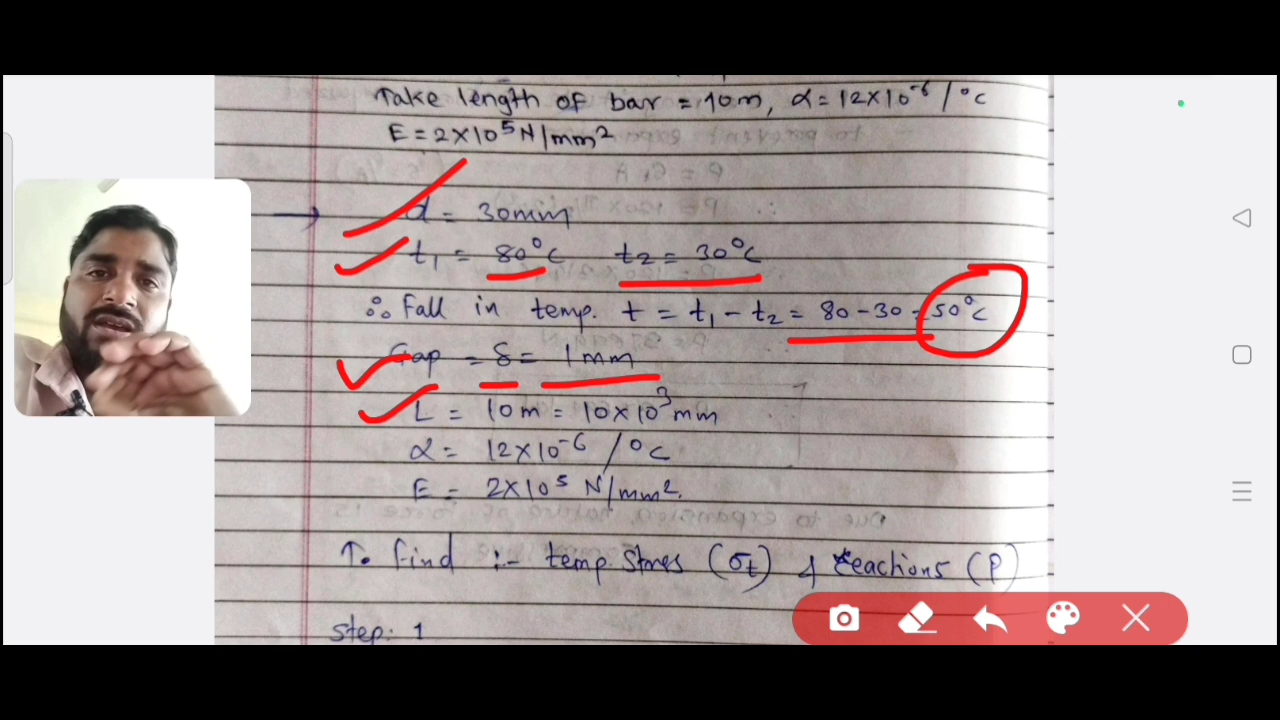 Take length of bar = 10m, α = 12×10⁻⁶ / °C
E = 2×10⁵ N/mm²
d = 30mm
t₁ = 80°C t₂ = 30°C
∴ Fall in temp. t = t₁ - t₂ = 80 - 30 = 50°C
Gap = δ = 1mm
L = 10m = 10×10³mm
α = 12×10⁻⁶ / °C
E = 2×10⁵ N/mm².
To find :- temp. Stress (σt) & reactions (P)
step: 1